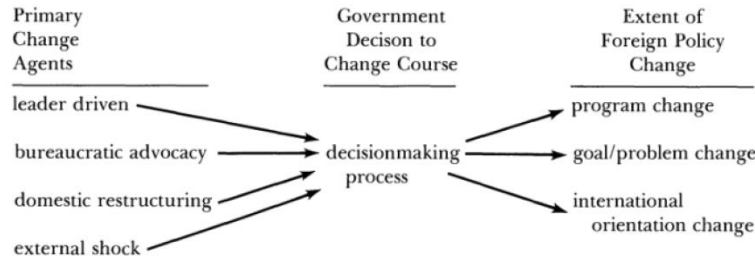 Primary
Change
Agents
Government
Decison to
Change Course
Extent of
Foreign Policy
Change
leader driven
bureaucratic advocacy
domestic restructuring
external shock
decisionmaking
process
program change
goal/problem change
international
orientation change